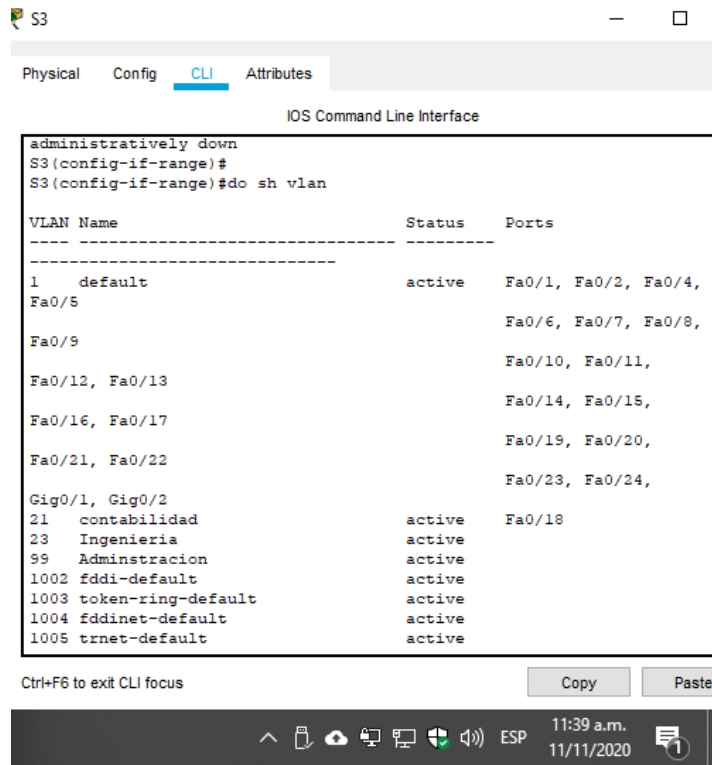 S3
Physical Config CLI Attributes
IOS Command Line Interface
administratively down
S3(config-if-range)#
S3(config-if-range)#do sh vlan
VLAN Name Status Ports
---- -------------------------------- ---------
-------------------------------
1 default active Fa0/1, Fa0/2, Fa0/4,
Fa0/5
Fa0/6, Fa0/7, Fa0/8,
Fa0/9
Fa0/10, Fa0/11,
Fa0/12, Fa0/13
Fa0/14, Fa0/15,
Fa0/16, Fa0/17
Fa0/19, Fa0/20,
Fa0/21, Fa0/22
Fa0/23, Fa0/24,
Gig0/1, Gig0/2
21 contabilidad active Fa0/18
23 Ingenieria active
99 Adminstracion active
1002 fddi-default active
1003 token-ring-default active
1004 fddinet-default active
1005 trnet-default active
Ctrl+F6 to exit CLI focus
Copy Paste
ESP
11:39 a.m.
11/11/2020
1